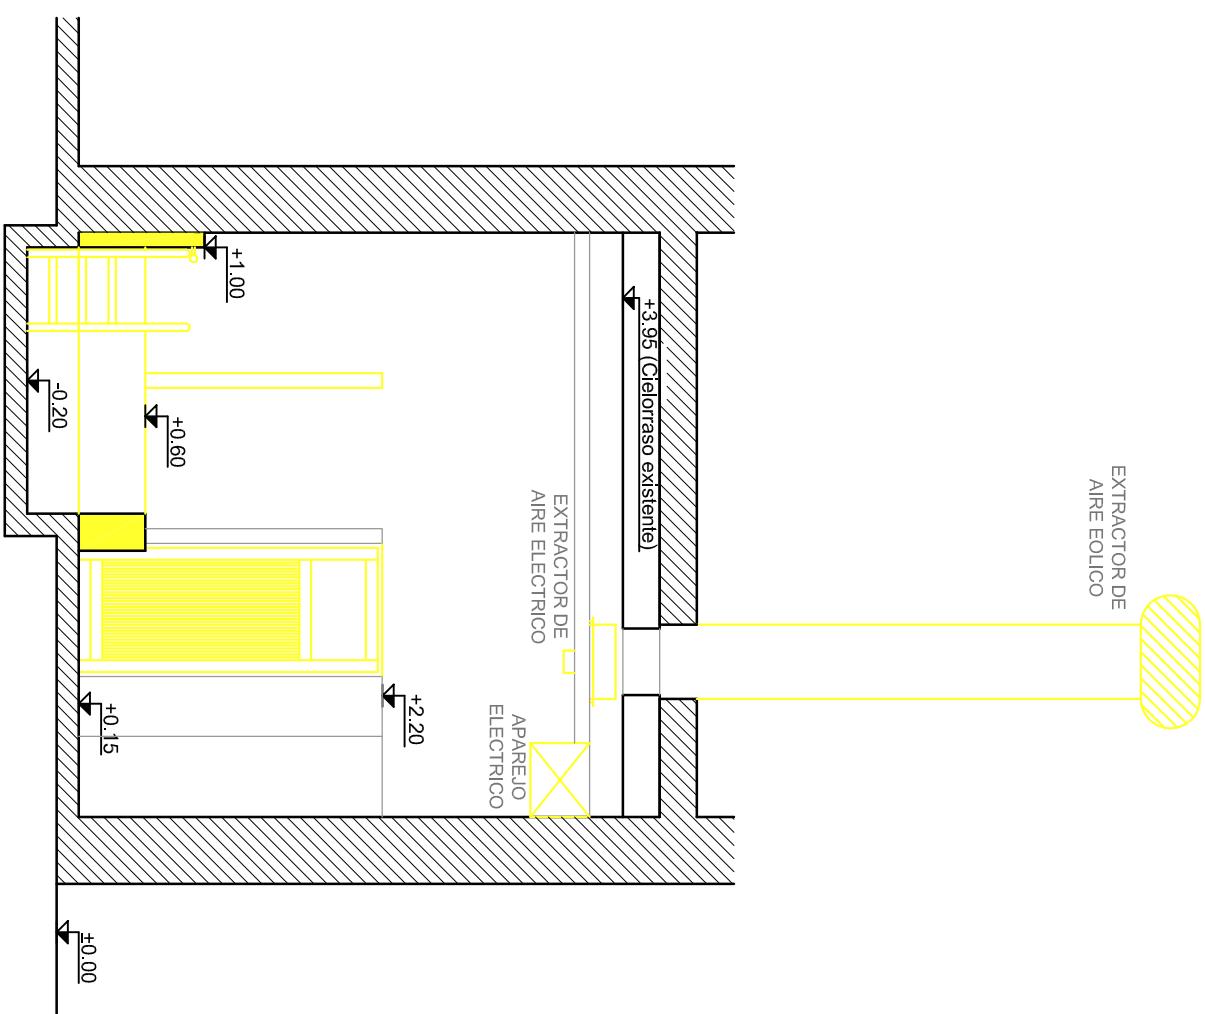 EXTRACTOR DE
AIRE EOLICO
+3.95 (Cielorraso existente)
EXTRACTOR DE
AIRE ELECTRICO
APAREJO
ELECTRICO
+2.20
+1.00
+0.60
+0.15
±0.00
-0.20